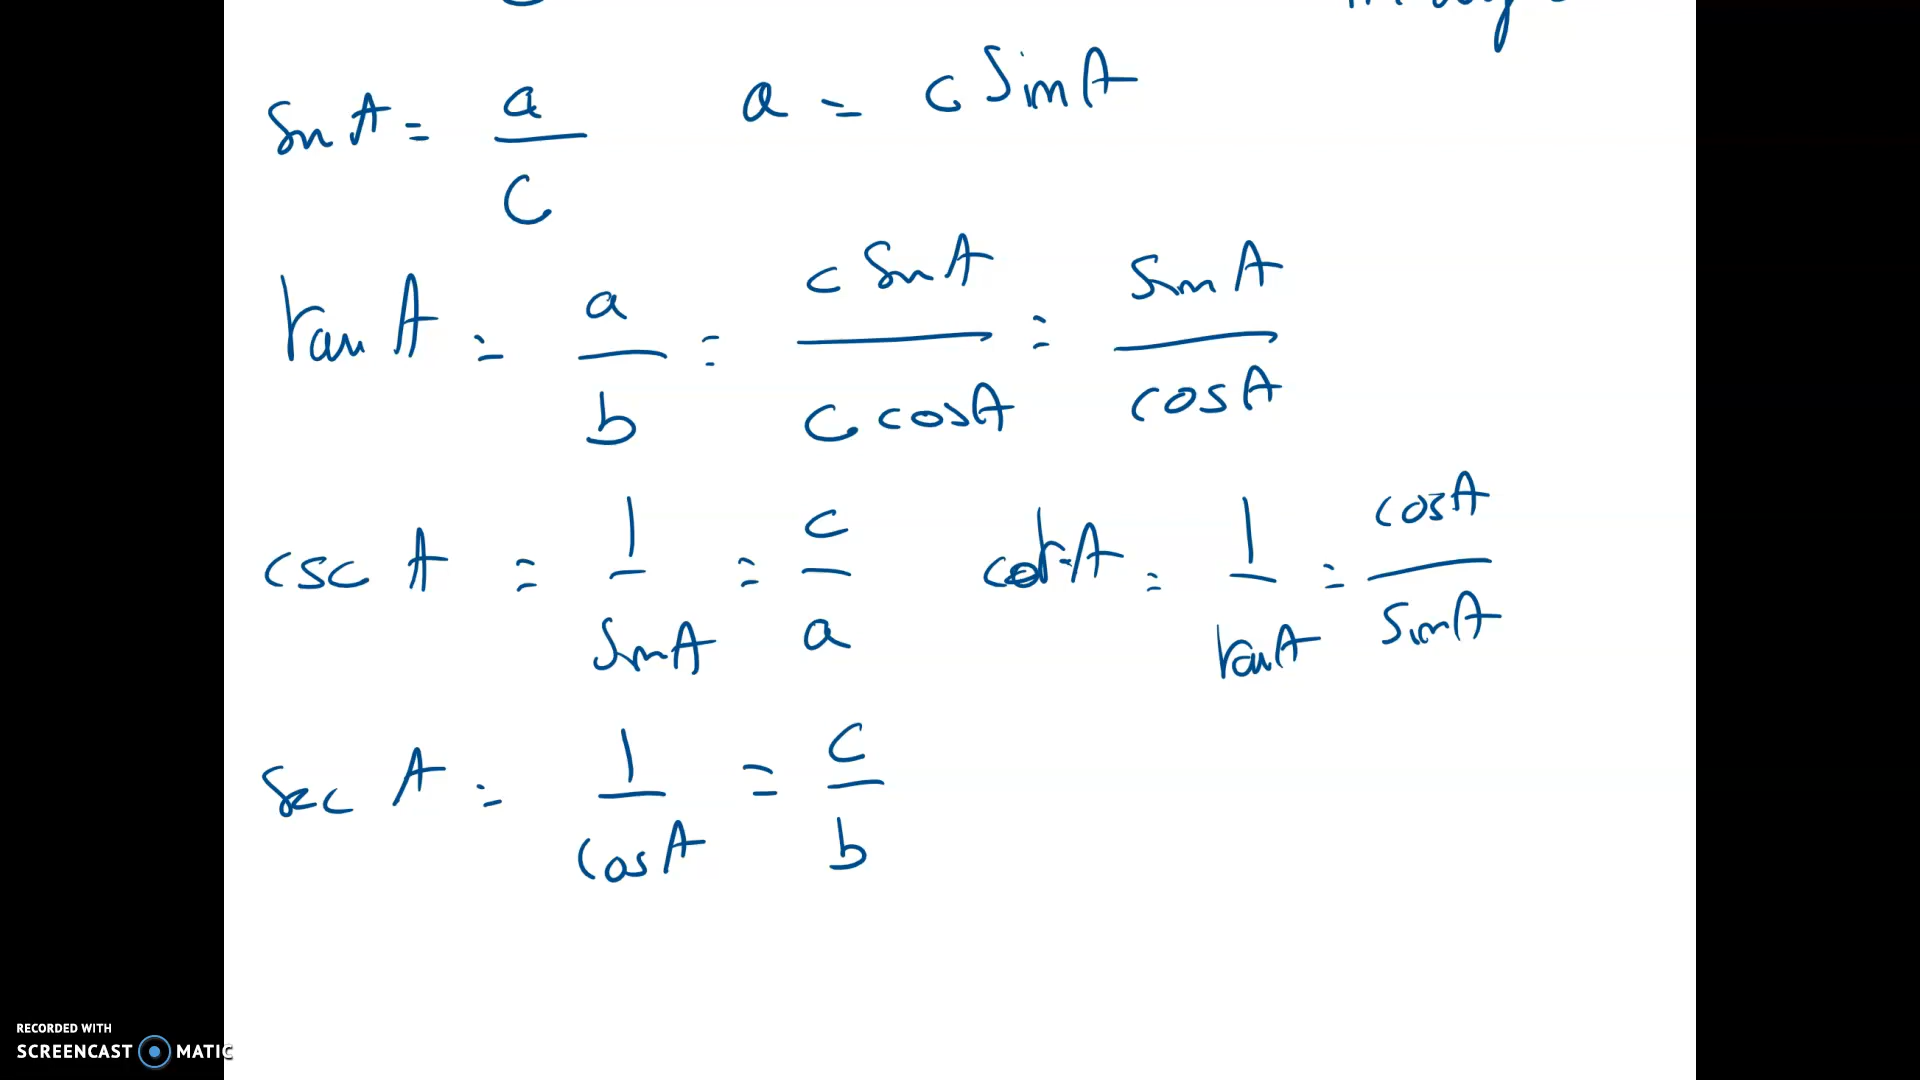 sin A = a/c a = c sin A
tan A = a/b = c sin A / c cos A = sin A / cos A
csc A = 1/sin A = c/a cot A = 1/tan A = cos A / sin A
sec A = 1/cos A = c/b
RECORDED WITH
SCREENCAST MATIC